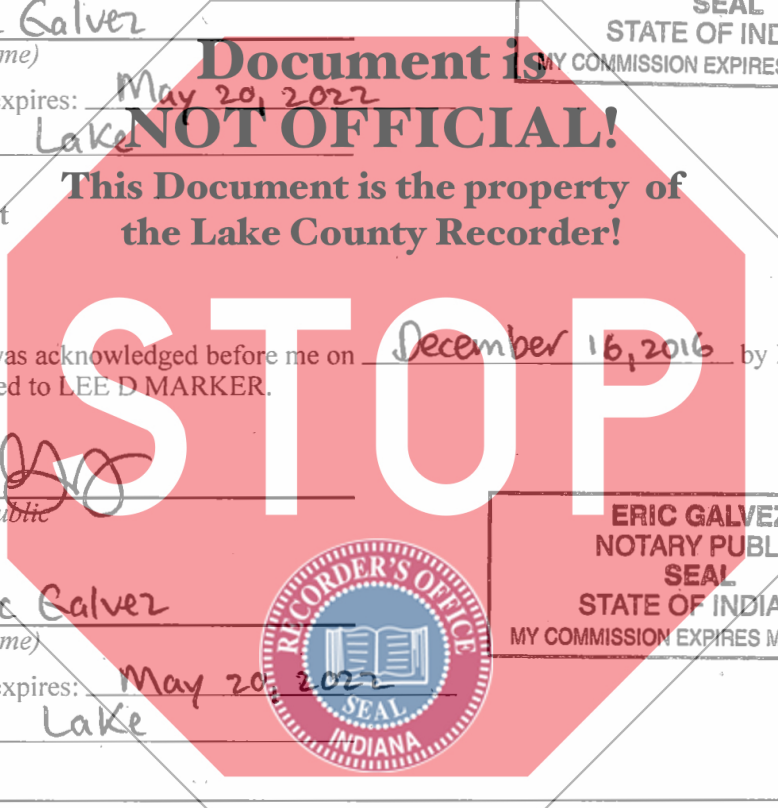 Galvez
SEAL
STATE OF IND
me)
Document is
MY COMMISSION EXPIRES
expires: May 20, 2022
Lake
NOT OFFICIAL!
This Document is the property of
t
the Lake County Recorder!
STOP
was acknowledged before me on December 16, 2016 by
ed to LEE D MARKER.
ublic
ERIC GALVEZ
NOTARY PUBL
SEAL
STATE OF INDIA
MY COMMISSION EXPIRES M
c Galvez
me)
expires: May 20, 2022
Lake
RECORDER'S OFFICE
SEAL
INDIANA